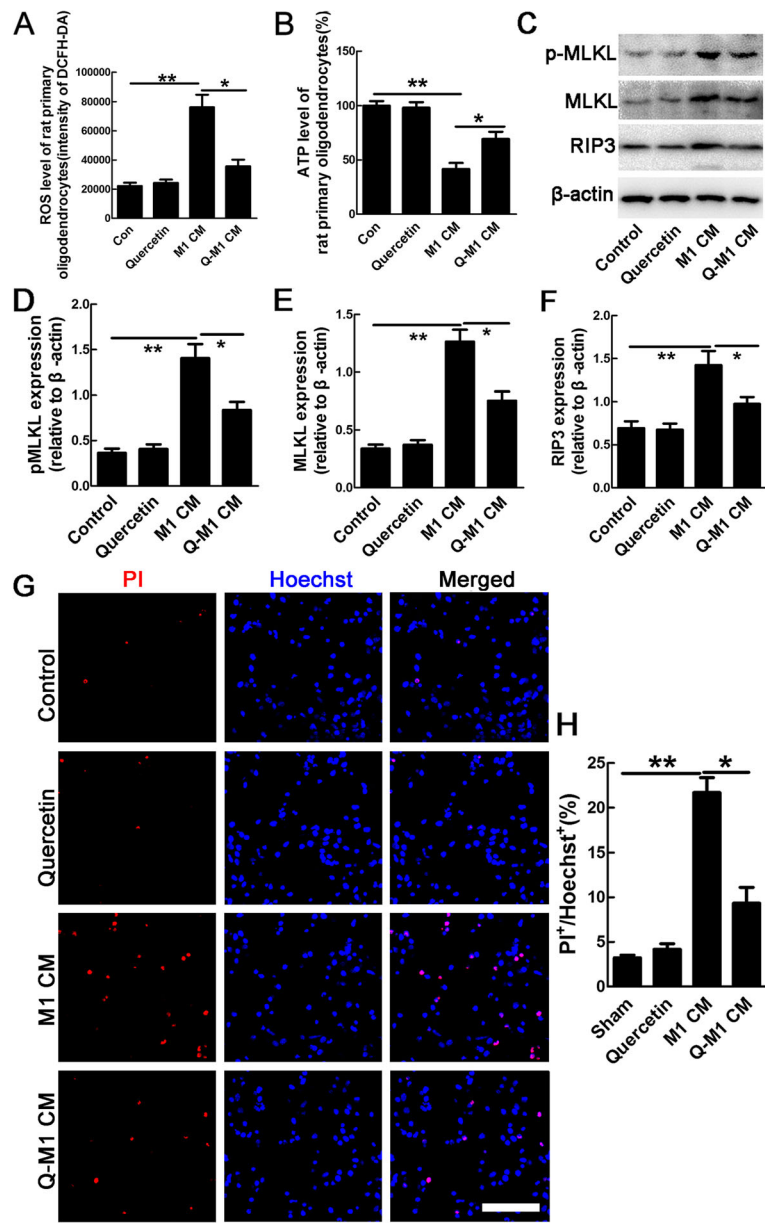 A
ROS level of rat primary
oligodendrocytes(intensity of DCFH-DA)
100000
80000
60000
40000
20000
0
**
*
Con
Quercetin
M1 CM
Q-M1 CM
B
ATP level of
rat primary oligodendrocytes(%)
150
100
50
0
**
*
Con
Quercetin
M1 CM
Q-M1 CM
C
p-MLKL
MLKL
RIP3
β-actin
Control
Quercetin
M1 CM
Q-M1 CM
D
pMLKL expression
(relative to β -actin)
2.0
1.5
1.0
0.5
0.0
**
*
Control
Quercetin
M1 CM
Q-M1 CM
E
MLKL expression
(relative to β -actin)
1.5
1.0
0.5
0.0
**
*
Control
Quercetin
M1 CM
Q-M1 CM
F
RIP3 expression
(relative to β -actin)
2.0
1.5
1.0
0.5
0.0
**
*
Control
Quercetin
M1 CM
Q-M1 CM
G
PI
Hoechst
Merged
Control
Quercetin
M1 CM
Q-M1 CM
H
PI+/Hoechst+(%)
25
20
15
10
5
0
**
*
Sham
Quercetin
M1 CM
Q-M1 CM